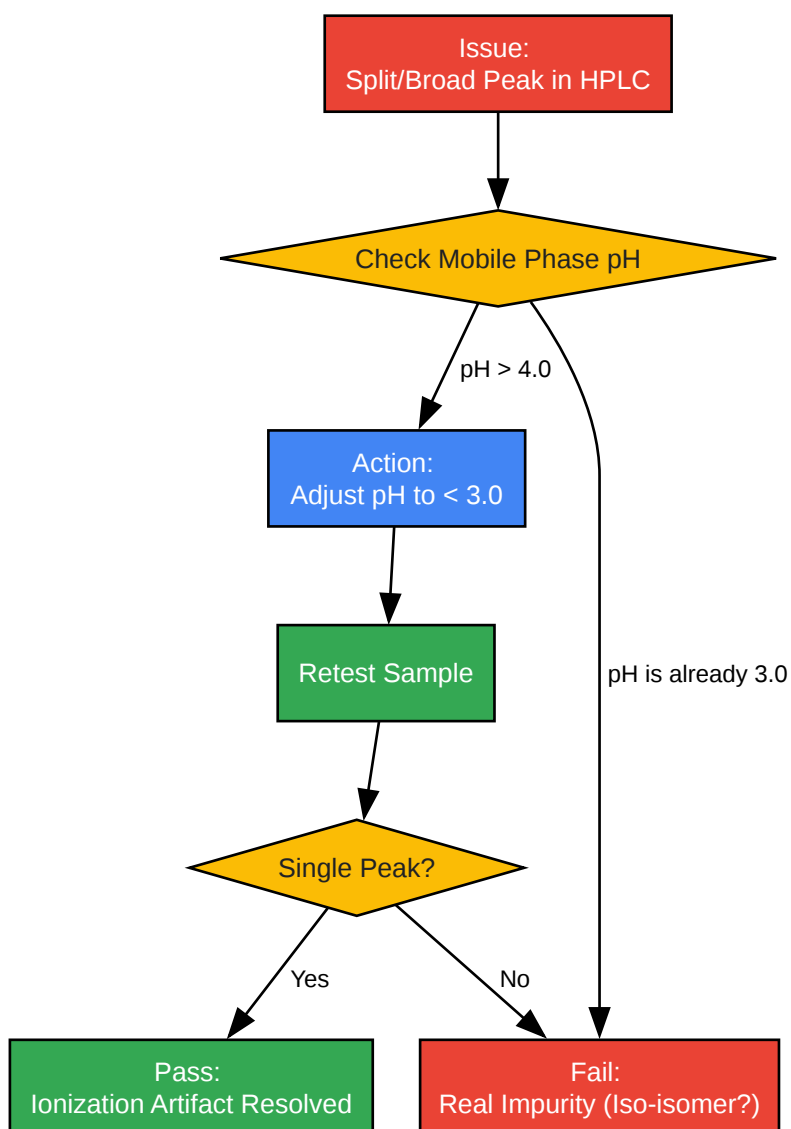 Issue:
Split/Broad Peak in HPLC
Check Mobile Phase pH
pH > 4.0
Action:
Adjust pH to < 3.0
Retest Sample
pH is already 3.0
Single Peak?
Yes
No
Pass:
Ionization Artifact Resolved
Fail:
Real Impurity (Iso-isomer?)